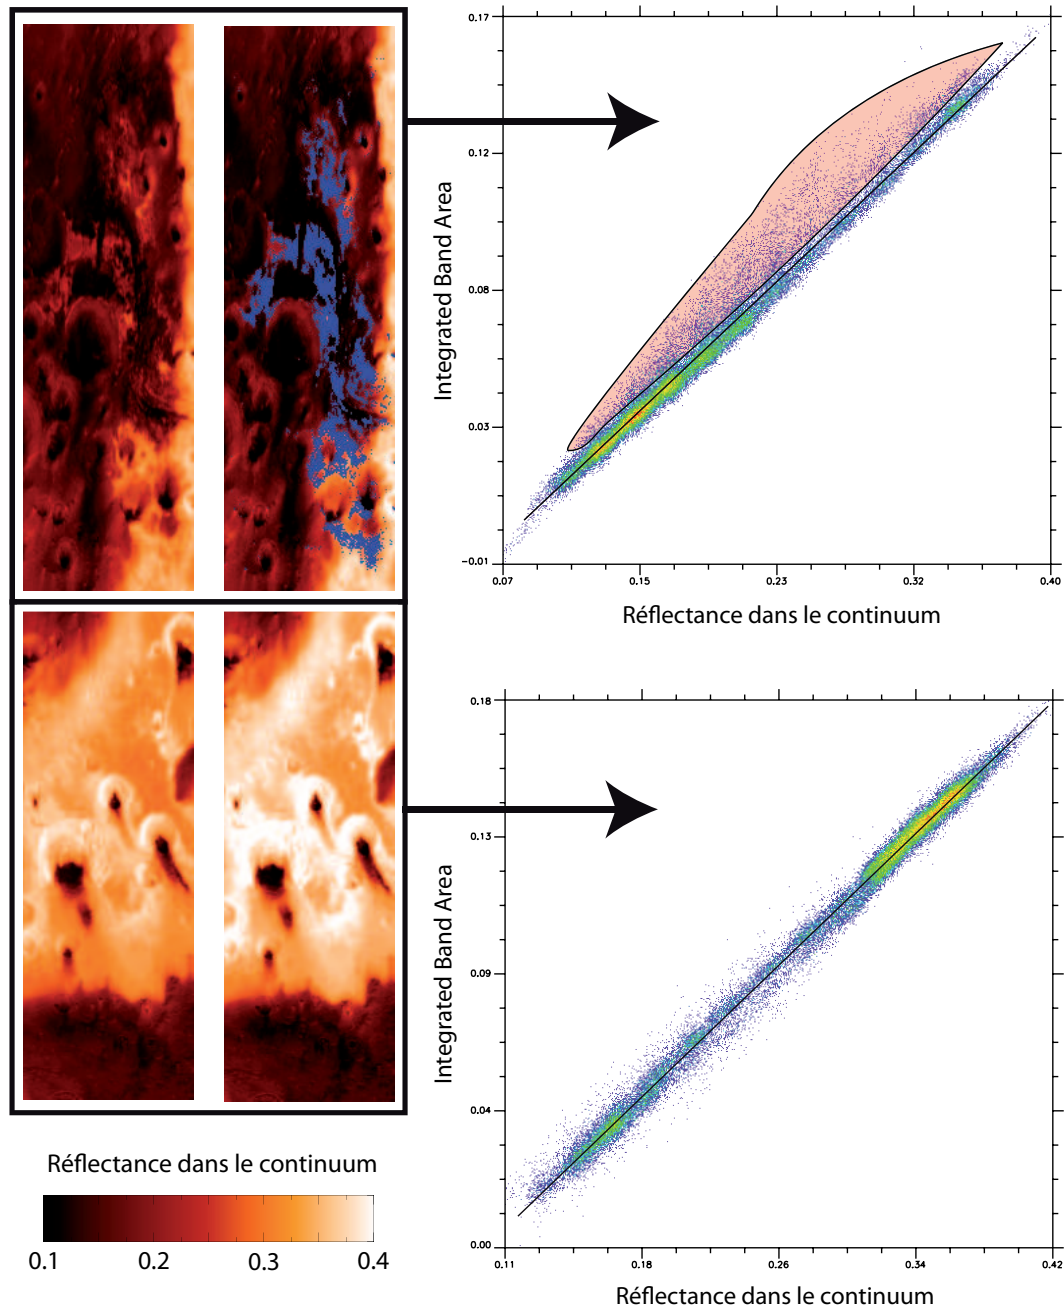 0.17
0.12
0.08
0.03
-0.01
Integrated Band Area
0.07 0.15 0.23 0.32 0.40
Réflectance dans le continuum
0.18
0.13
0.09
0.04
0.00
Integrated Band Area
0.11 0.18 0.26 0.34 0.42
Réflectance dans le continuum
Réflectance dans le continuum
0.1 0.2 0.3 0.4